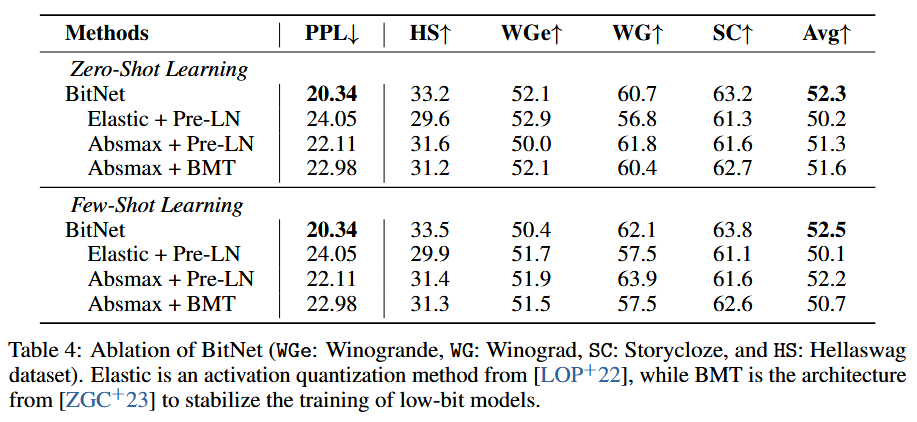 Methods PPL↓ HS↑ WGe↑ WG↑ SC↑ Avg↑
Zero-Shot Learning
BitNet 20.34 33.2 52.1 60.7 63.2 52.3
Elastic + Pre-LN 24.05 29.6 52.9 56.8 61.3 50.2
Absmax + Pre-LN 22.11 31.6 50.0 61.8 61.6 51.3
Absmax + BMT 22.98 31.2 52.1 60.4 62.7 51.6
Few-Shot Learning
BitNet 20.34 33.5 50.4 62.1 63.8 52.5
Elastic + Pre-LN 24.05 29.9 51.7 57.5 61.1 50.1
Absmax + Pre-LN 22.11 31.4 51.9 63.9 61.6 52.2
Absmax + BMT 22.98 31.3 51.5 57.5 62.6 50.7
Table 4: Ablation of BitNet (WGe: Winogrande, WG: Winograd, SC: Storycloze, and HS: Hellaswag
dataset). Elastic is an activation quantization method from [LOP+22], while BMT is the architecture
from [ZGC+23] to stabilize the training of low-bit models.